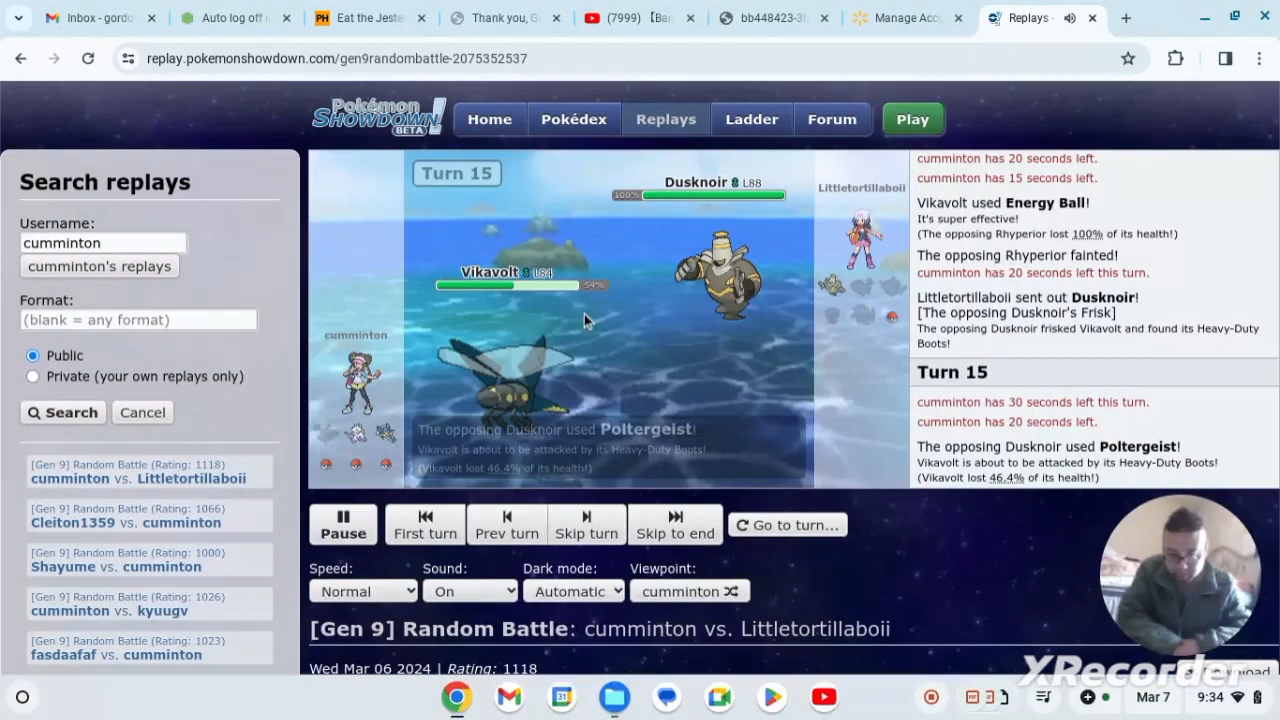 Inbox - gordo
Auto log off i
PH
Eat the Jeste
Thank you, G
(7999) 【Bar
bb448423-3b
Manage Acc
Replays -
replay.pokemonshowdown.com/gen9randombattle-2075352537
Pokémon
SHOWDOWN!
BETA
Home
Pokédex
Replays
Ladder
Forum
Play
Search replays
Username:
cumminton
cumminton's replays
Format:
(blank = any format)
Public
Private (your own replays only)
Search
Cancel
[Gen 9] Random Battle (Rating: 1118)
cumminton vs. Littletortillaboii
[Gen 9] Random Battle (Rating: 1066)
Cleiton1359 vs. cumminton
[Gen 9] Random Battle (Rating: 1000)
Shayume vs. cumminton
[Gen 9] Random Battle (Rating: 1026)
cumminton vs. kyuugv
[Gen 9] Random Battle (Rating: 1023)
fasdaafaf vs. cumminton
Turn 15
Dusknoir L88
100%
Littletortillaboii
Vikavolt L84
54%
cumminton
The opposing Dusknoir used Poltergeist!
Vikavolt is about to be attacked by its Heavy-Duty Boots!
(Vikavolt lost 46.4% of its health!)
cumminton has 20 seconds left.
cumminton has 15 seconds left.
Vikavolt used Energy Ball!
It's super effective!
(The opposing Rhyperior lost 100% of its health!)
The opposing Rhyperior fainted!
cumminton has 20 seconds left this turn.
Littletortillaboii sent out Dusknoir!
[The opposing Dusknoir's Frisk]
The opposing Dusknoir frisked Vikavolt and found its Heavy-Duty
Boots!
Turn 15
cumminton has 30 seconds left this turn.
cumminton has 20 seconds left.
The opposing Dusknoir used Poltergeist!
Vikavolt is about to be attacked by its Heavy-Duty Boots!
(Vikavolt lost 46.4% of its health!)
Pause
First turn
Prev turn
Skip turn
Skip to end
Go to turn...
Speed:
Sound:
Dark mode:
Viewpoint:
Normal
On
Automatic
cumminton
[Gen 9] Random Battle: cumminton vs. Littletortillaboii
Wed Mar 06 2024 | Rating: 1118
Download
XRecorder
31
Mar 7
9:34